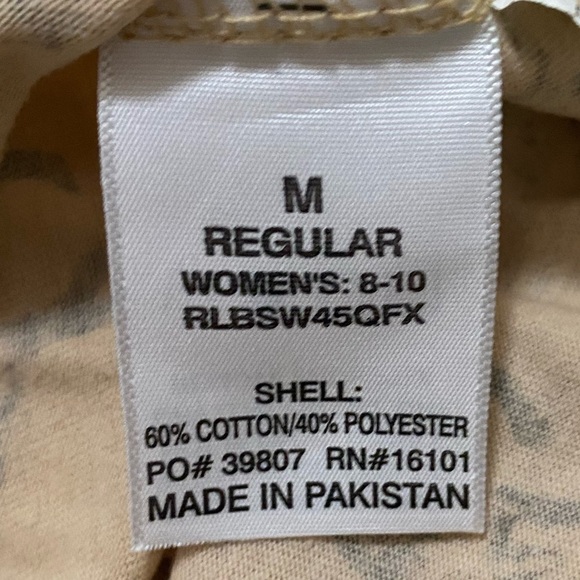 M
REGULAR
WOMEN'S: 8-10
RLBSW45QFX
SHELL:
60% COTTON/40% POLYESTER
PO# 39807 RN#16101
MADE IN PAKISTAN